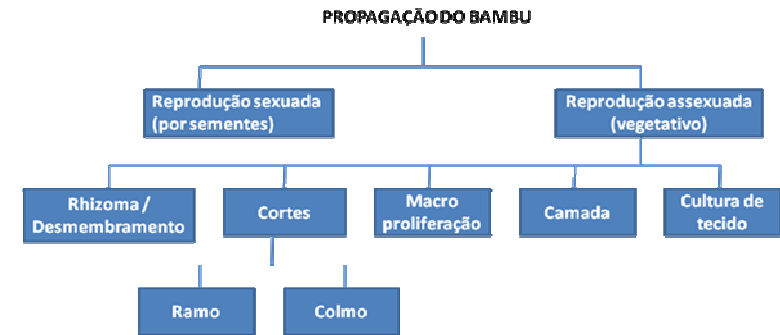 PROPAGAÇÃO DO BAMBU
Reprodução sexuada
(por sementes)
Reprodução assexuada
(vegetativo)
Rhizoma /
Desmembramento
Cortes
Macro
proliferação
Camada
Cultura de
tecido
Ramo
Colmo